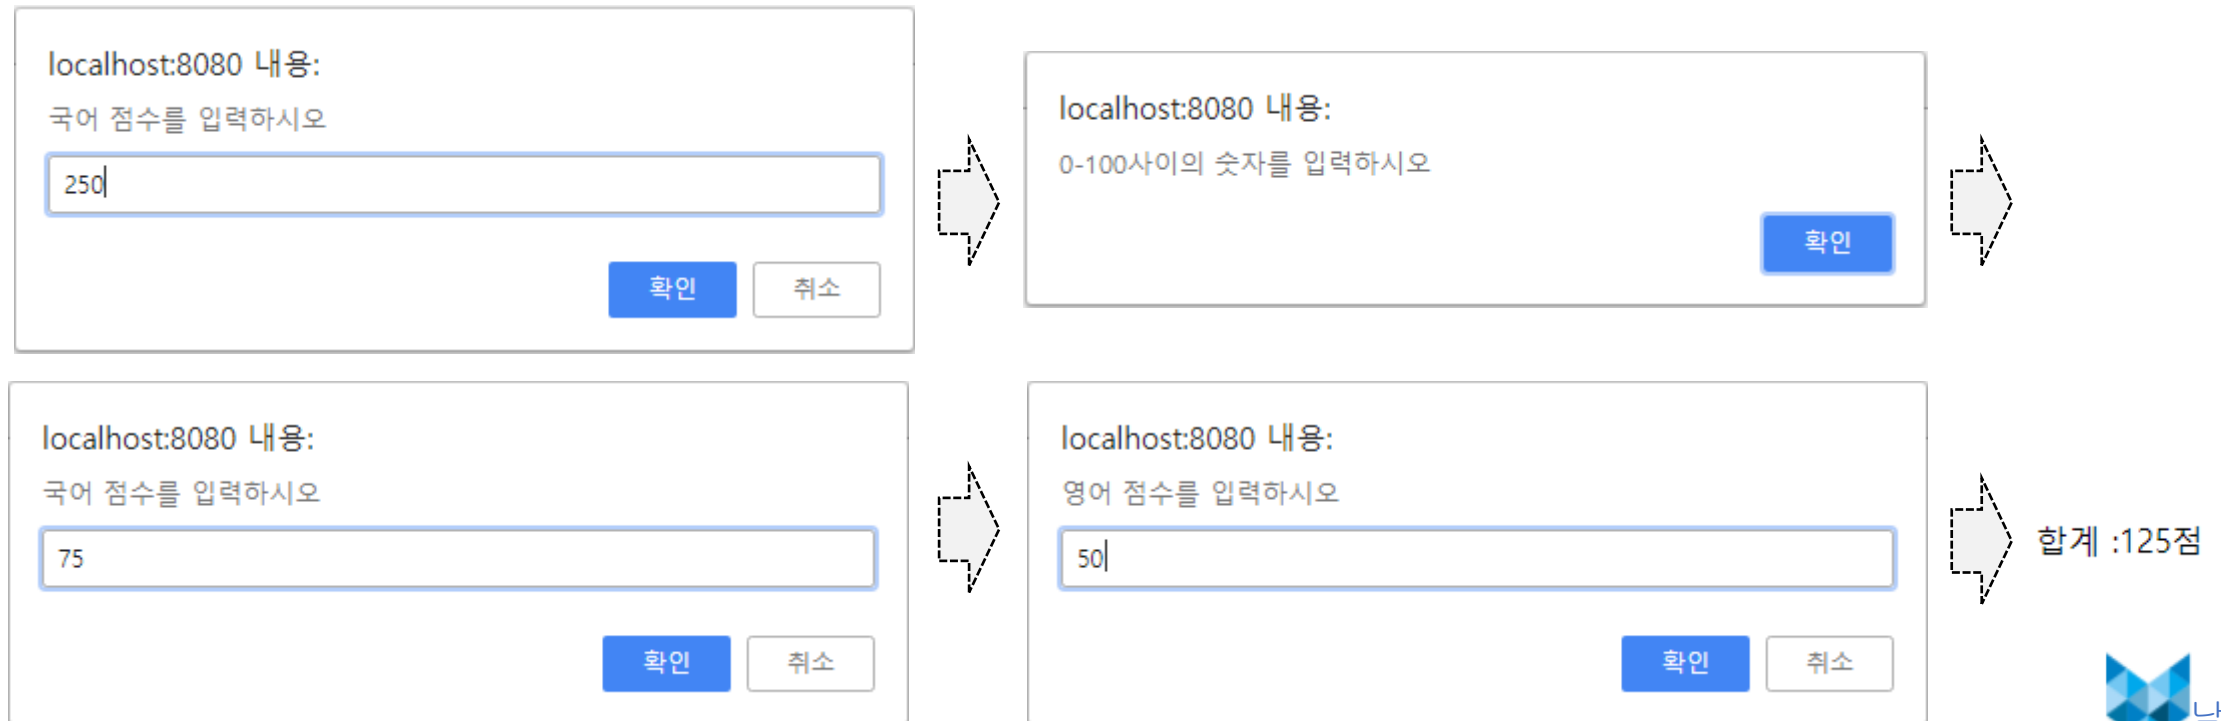 localhost:8080 내용:
국어 점수를 입력하시오
250
확인 취소
localhost:8080 내용:
0-100사이의 숫자를 입력하시오
확인
localhost:8080 내용:
국어 점수를 입력하시오
75
확인 취소
localhost:8080 내용:
영어 점수를 입력하시오
50
확인 취소
합계 :125점